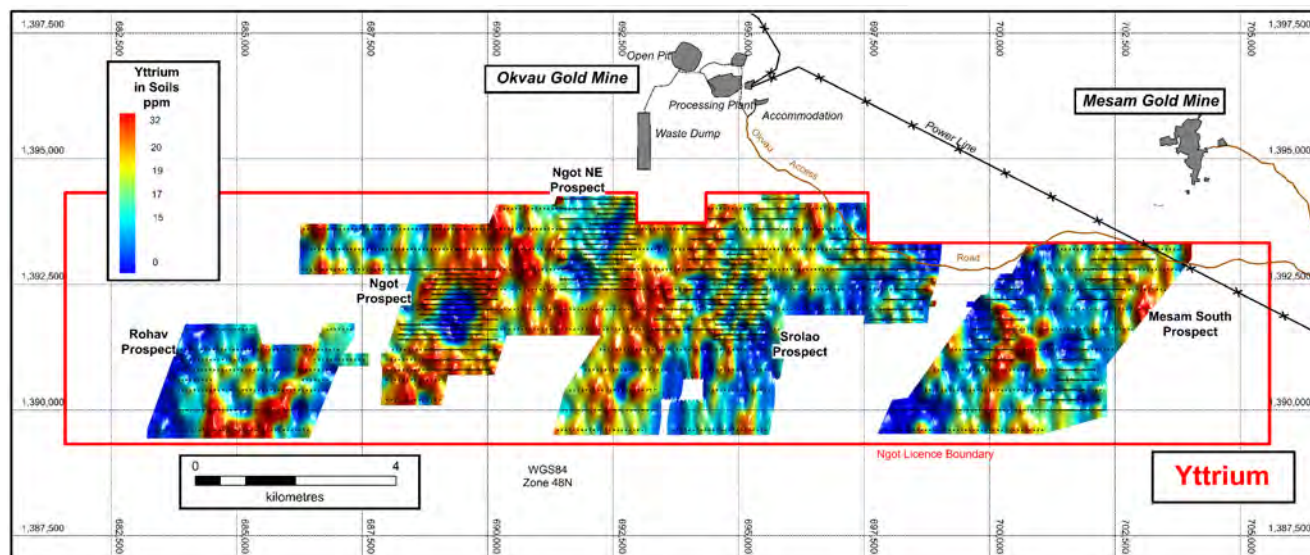 682,500
685,000
687,500
690,000
692,500
695,000
697,500
700,000
702,500
705,000
1,397,500
1,397,500
Yttrium
in Soils
ppm
32
20
19
17
15
0
Open Pit
Okvau Gold Mine
Processing Plant
Accommodation
Waste Dump
Mesam Gold Mine
Power Line
Okvau
Access
Road
1,395,000
1,395,000
Ngot NE
Prospect
1,392,500
1,392,500
Ngot
Prospect
Rohav
Prospect
Srolao
Prospect
Mesam South
Prospect
1,390,000
1,390,000
Ngot Licence Boundary
0
4
kilometres
WGS84
Zone 48N
Yttrium
1,387,500
1,387,500
682,500
685,000
687,500
690,000
692,500
695,000
697,500
700,000
702,500
705,000